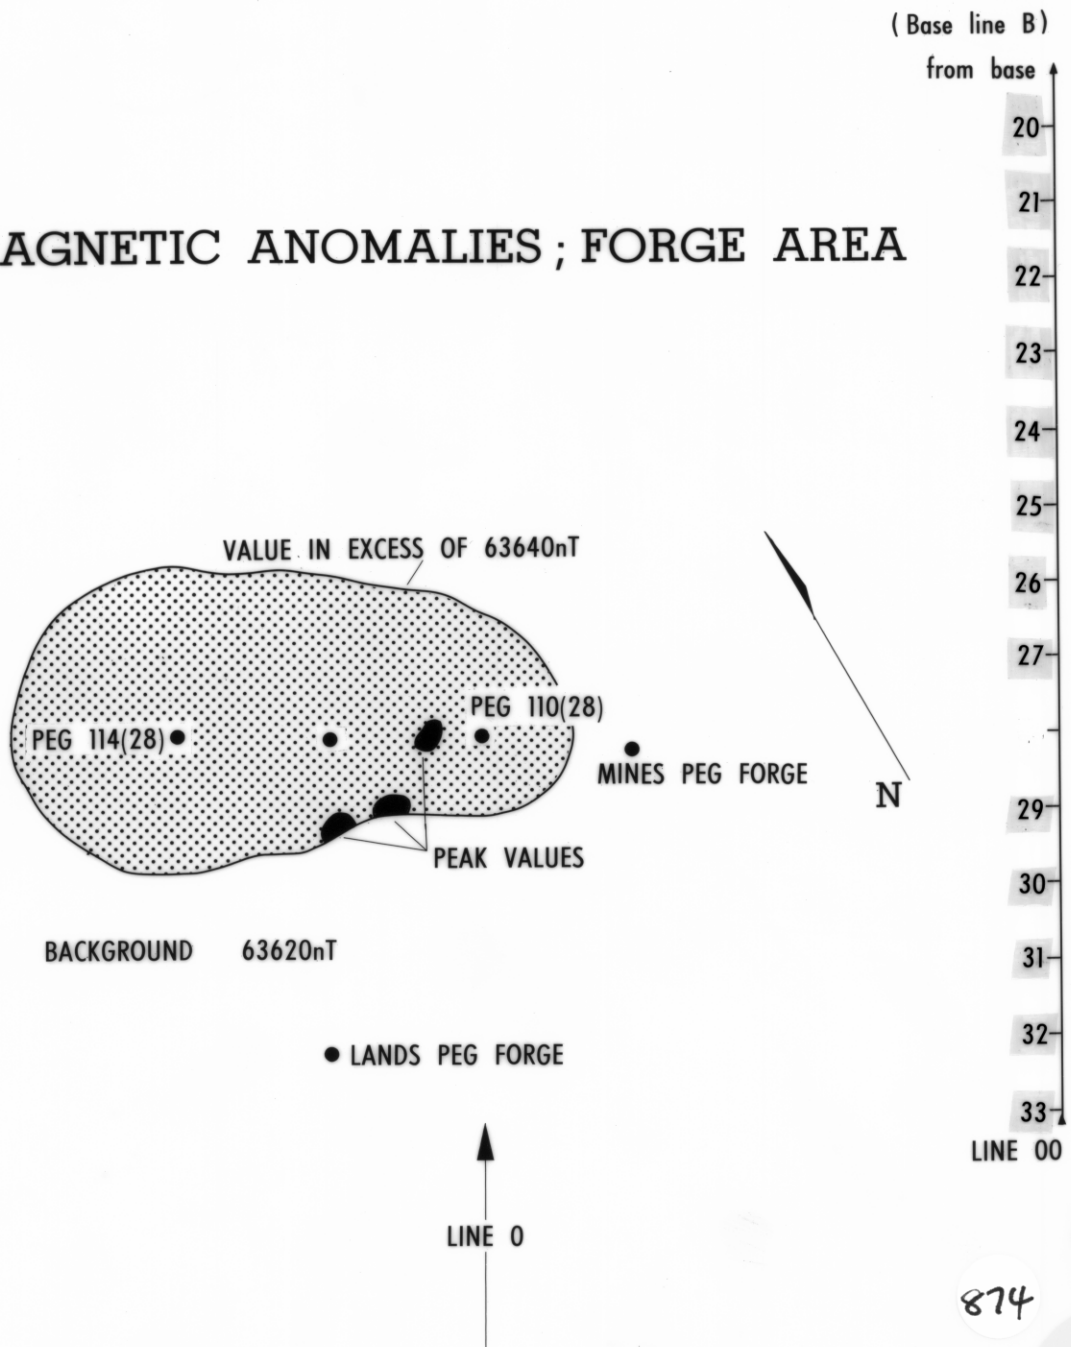 (Base line B)
from base
20
21
AGNETIC ANOMALIES ; FORGE AREA
22
23
24
25
VALUE IN EXCESS OF 63640nT
26
27
PEG 110(28)
PEG 114(28)
MINES PEG FORGE
N
29
PEAK VALUES
30
BACKGROUND 63620nT
31
32
LANDS PEG FORGE
33
LINE 00
LINE 0
874